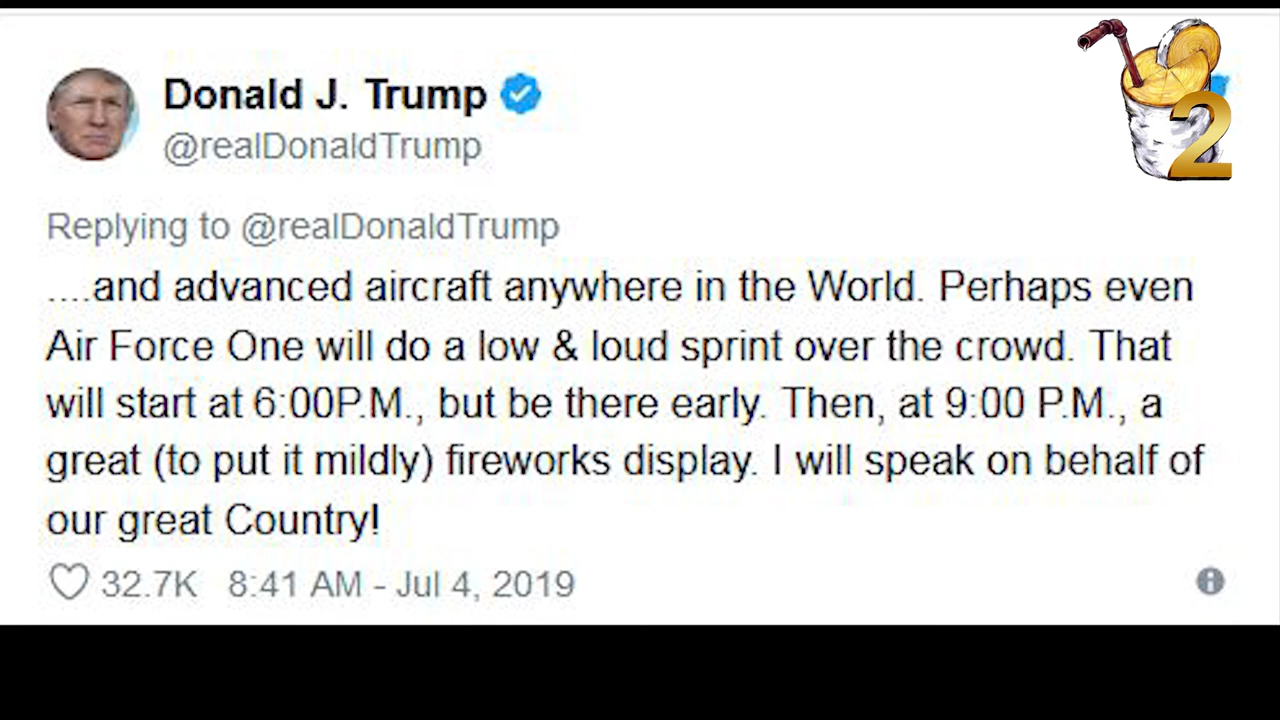 Donald J. Trump
@realDonaldTrump
Replying to @realDonaldTrump
....and advanced aircraft anywhere in the World. Perhaps even
Air Force One will do a low & loud sprint over the crowd. That
will start at 6:00P.M., but be there early. Then, at 9:00 P.M., a
great (to put it mildly) fireworks display. I will speak on behalf of
our great Country!
32.7K 8:41 AM - Jul 4, 2019
2